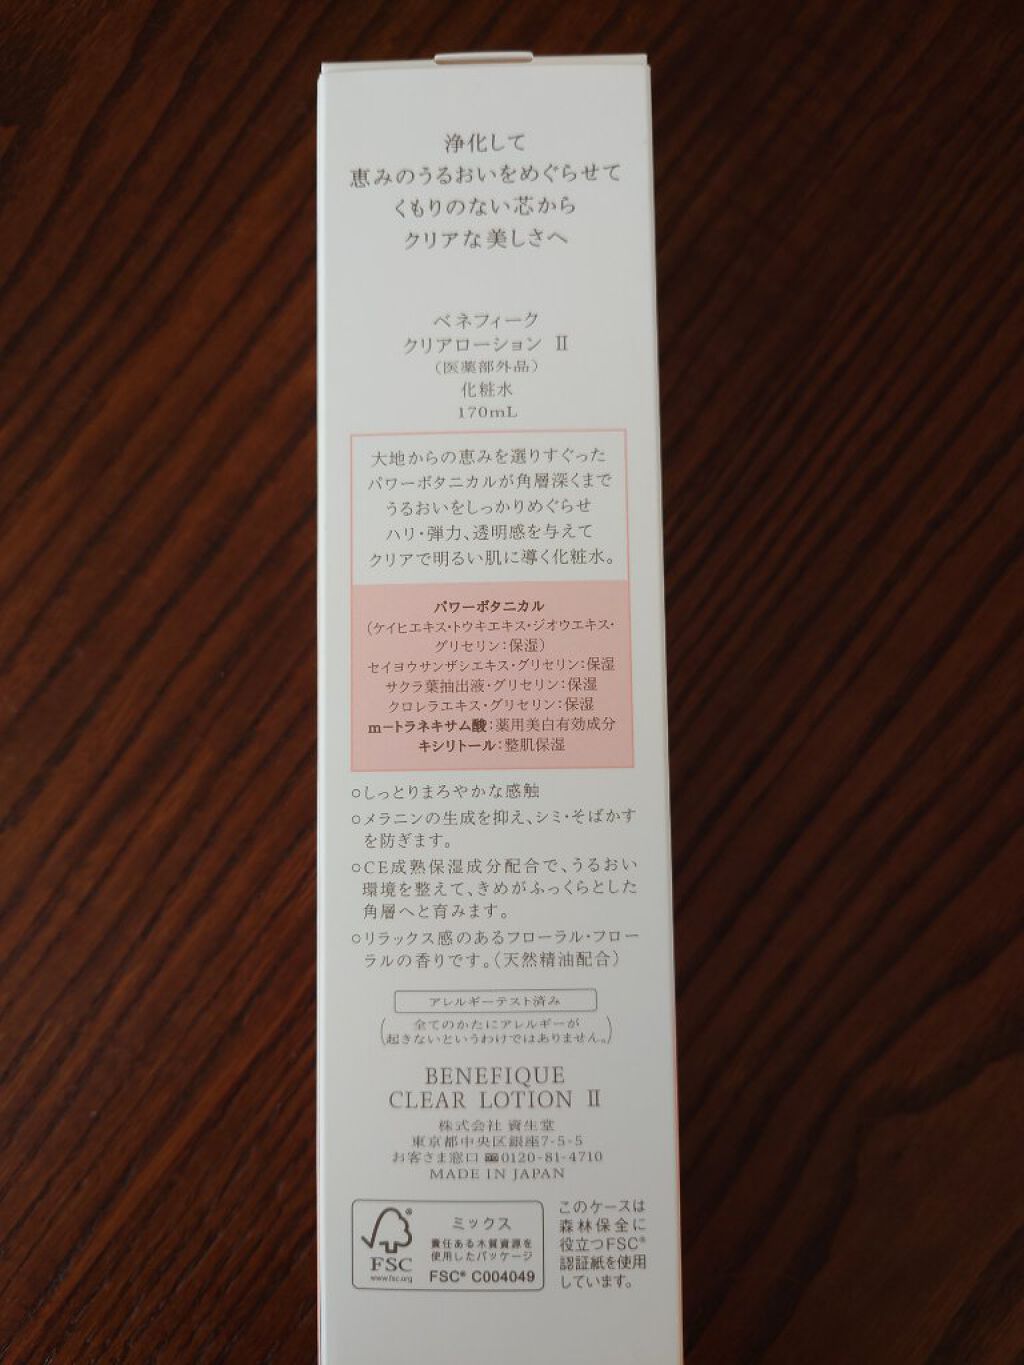 浄化して
恵みのうるおいをめぐらせて
くもりのない芯から
クリアな美しさへ
ベネフィーク
クリアローション Ⅱ
（医薬部外品）
化粧水
170mL
大地からの恵みを選りすぐった
パワーボタニカルが角層深くまで
うるおいをしっかりめぐらせ
ハリ・弾力、透明感を与えて
クリアで明るい肌に導く化粧水。
パワーボタニカル
（ケイヒエキス・トウキエキス・ジオウエキス・
グリセリン：保湿）
セイヨウサンザシエキス・グリセリン：保湿
サクラ葉抽出液・グリセリン：保湿
クロレラエキス・グリセリン：保湿
m－トラネキサム酸：薬用美白有効成分
キシリトール：整肌保湿
○しっとりまろやかな感触
○メラニンの生成を抑え、シミ・そばかす
を防ぎます。
○CE成熟保湿成分配合で、うるおい
環境を整えて、きめがふっくらとした
角層へと育みます。
○リラックス感のあるフローラル・フロー
ラルの香りです。（天然精油配合）
アレルギーテスト済み
（全てのかたにアレルギーが
起きないというわけではありません。）
BENEFIQUE
CLEAR LOTION Ⅱ
株式会社 資生堂
東京都中央区銀座7-5-5
お客さま窓口 0120-81-4710
MADE IN JAPAN
FSC®
www.fsc.org
ミックス
責任ある木質資源を
使用したパッケージ
FSC® C004049
このケースは
森林保全に
役立つFSC®
認証紙を使用
しています。